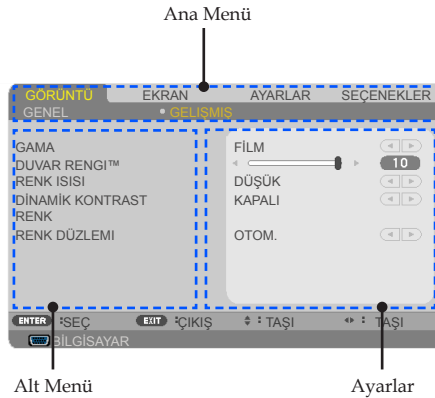 Ana Menü
GÖRÜNTÜ EKRAN AYARLAR SEÇENEKLER
GENEL • GELIŞMIŞ
GAMA FİLM
DUVAR RENGI™ 10
RENK ISISI DÜŞÜK
DİNAMİK KONTRAST KAPALI
RENK
RENK DÜZLEMI OTOM.
ENTER :SEÇ EXIT :ÇIKIŞ : TAŞI : TAŞI
BİLGİSAYAR
Alt Menü Ayarlar